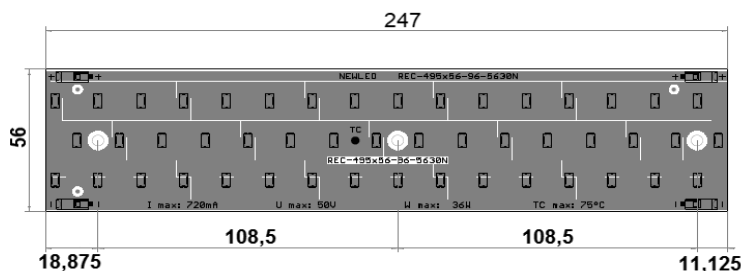 247
NEWLED REC-495x56-96-5630N
56
TC
REC-495x56-96-5630N
I max: 720mA U max: 50V W max: 36W TC max: 75°C
108,5 108,5
18,875 11,125